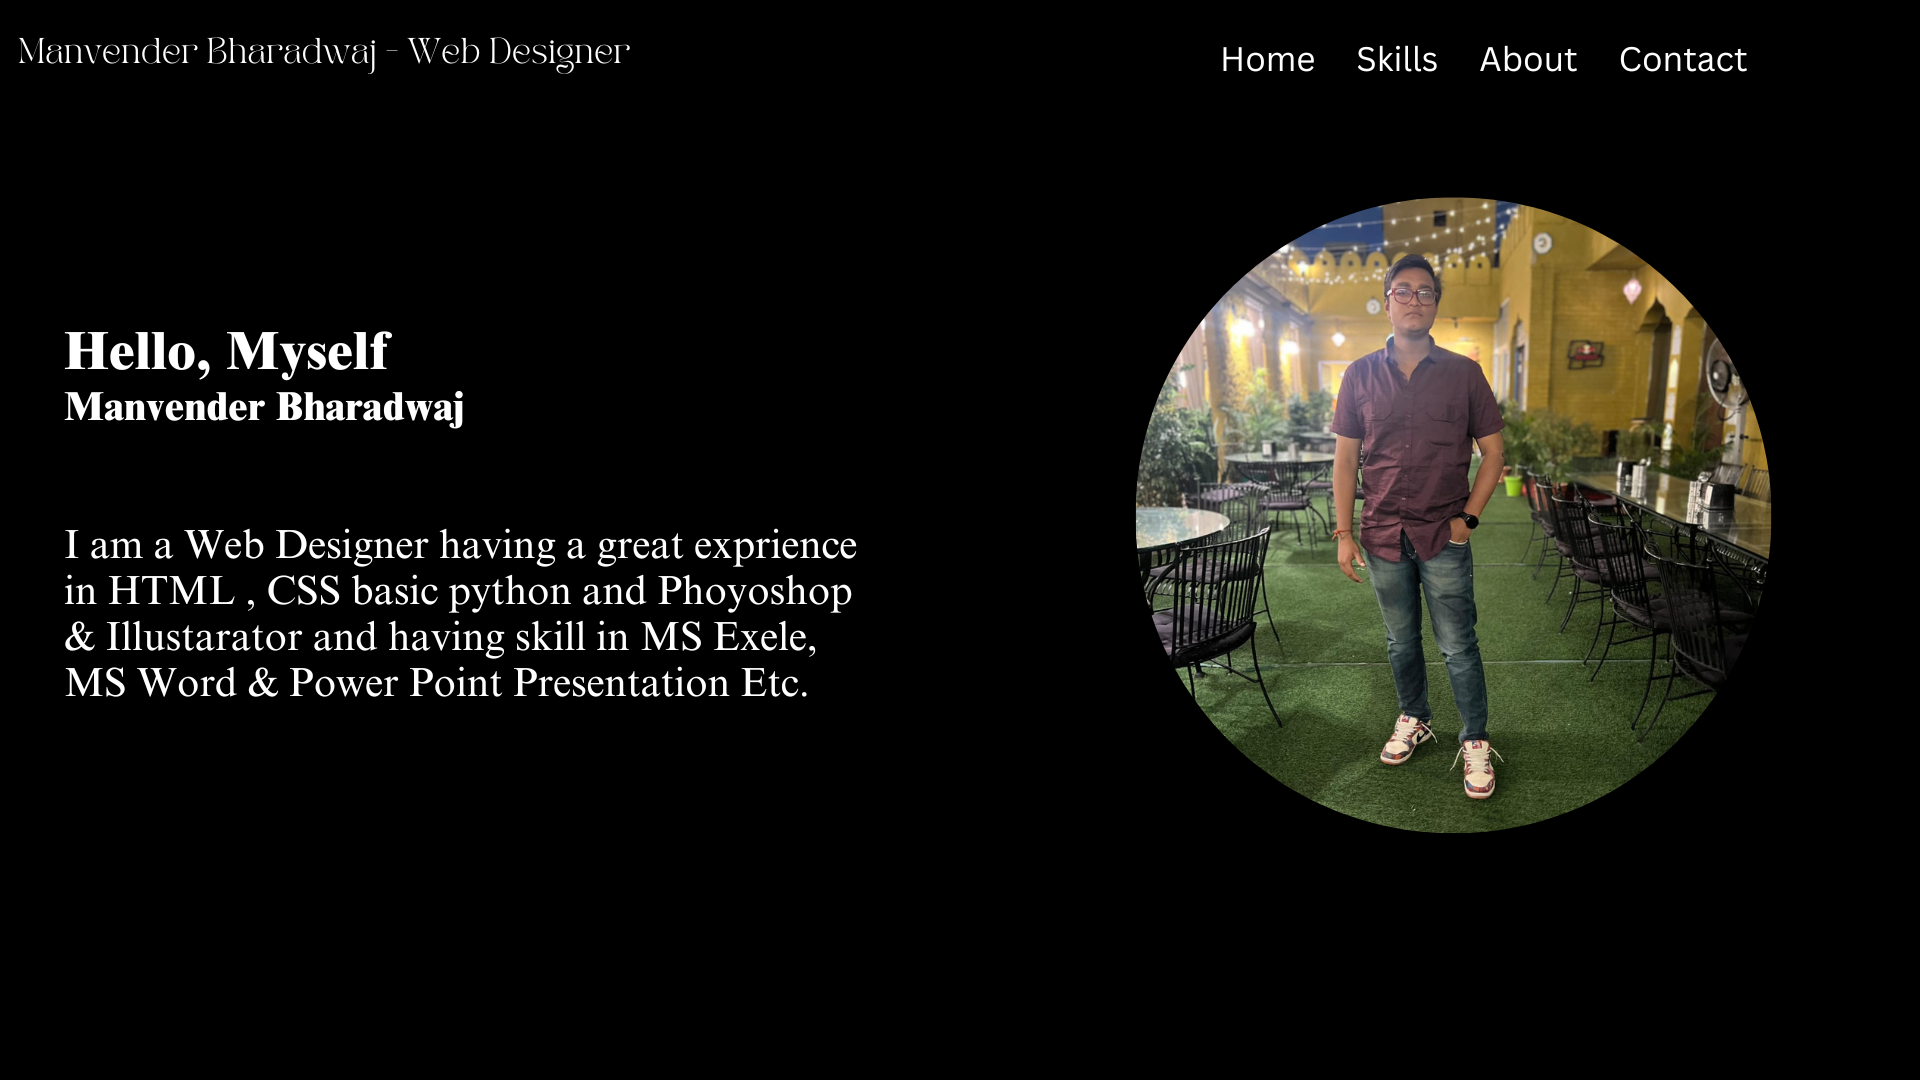 Manvender Bharadwaj - Web Designer
Home Skills About Contact
Hello, Myself
Manvender Bharadwaj
I am a Web Designer having a great exprience
in HTML , CSS basic python and Phoyoshop
& Illustarator and having skill in MS Exele,
MS Word & Power Point Presentation Etc.